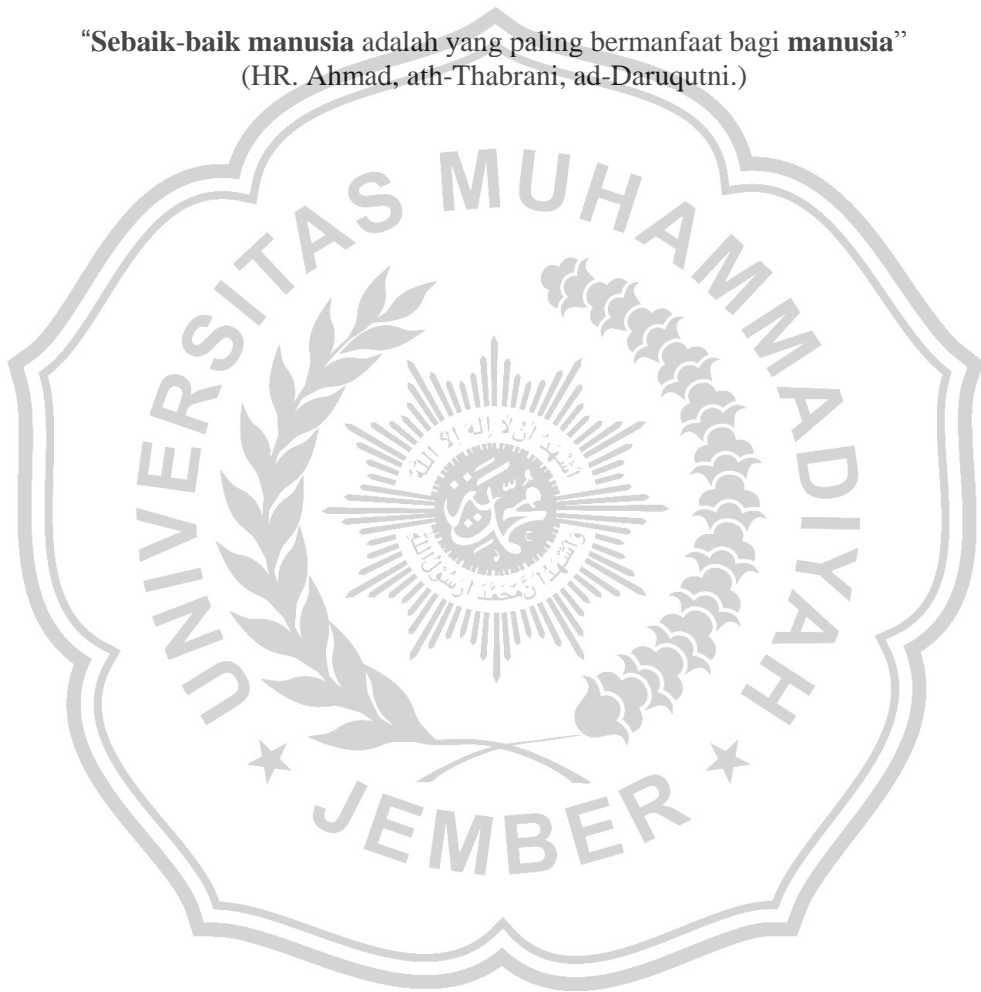 “Sebaik-baik manusia adalah yang paling bermanfaat bagi manusia”
(HR. Ahmad, ath-Thabrani, ad-Daruqutni.)
UNIVERSITAS MUHAMMADIYAH
JEMBER